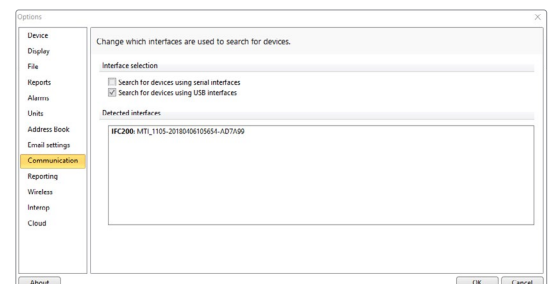 Options
Device
Display
File
Reports
Alarms
Units
Address Book
Email settings
Communication
Reporting
Wireless
Interop
Cloud
Change which interfaces are used to search for devices.
Interface selection
Search for devices using serial interfaces
Search for devices using USB interfaces
Detected interfaces
IFC200: MTI_1105-20180406105654-AD7A99
About
OK
Cancel